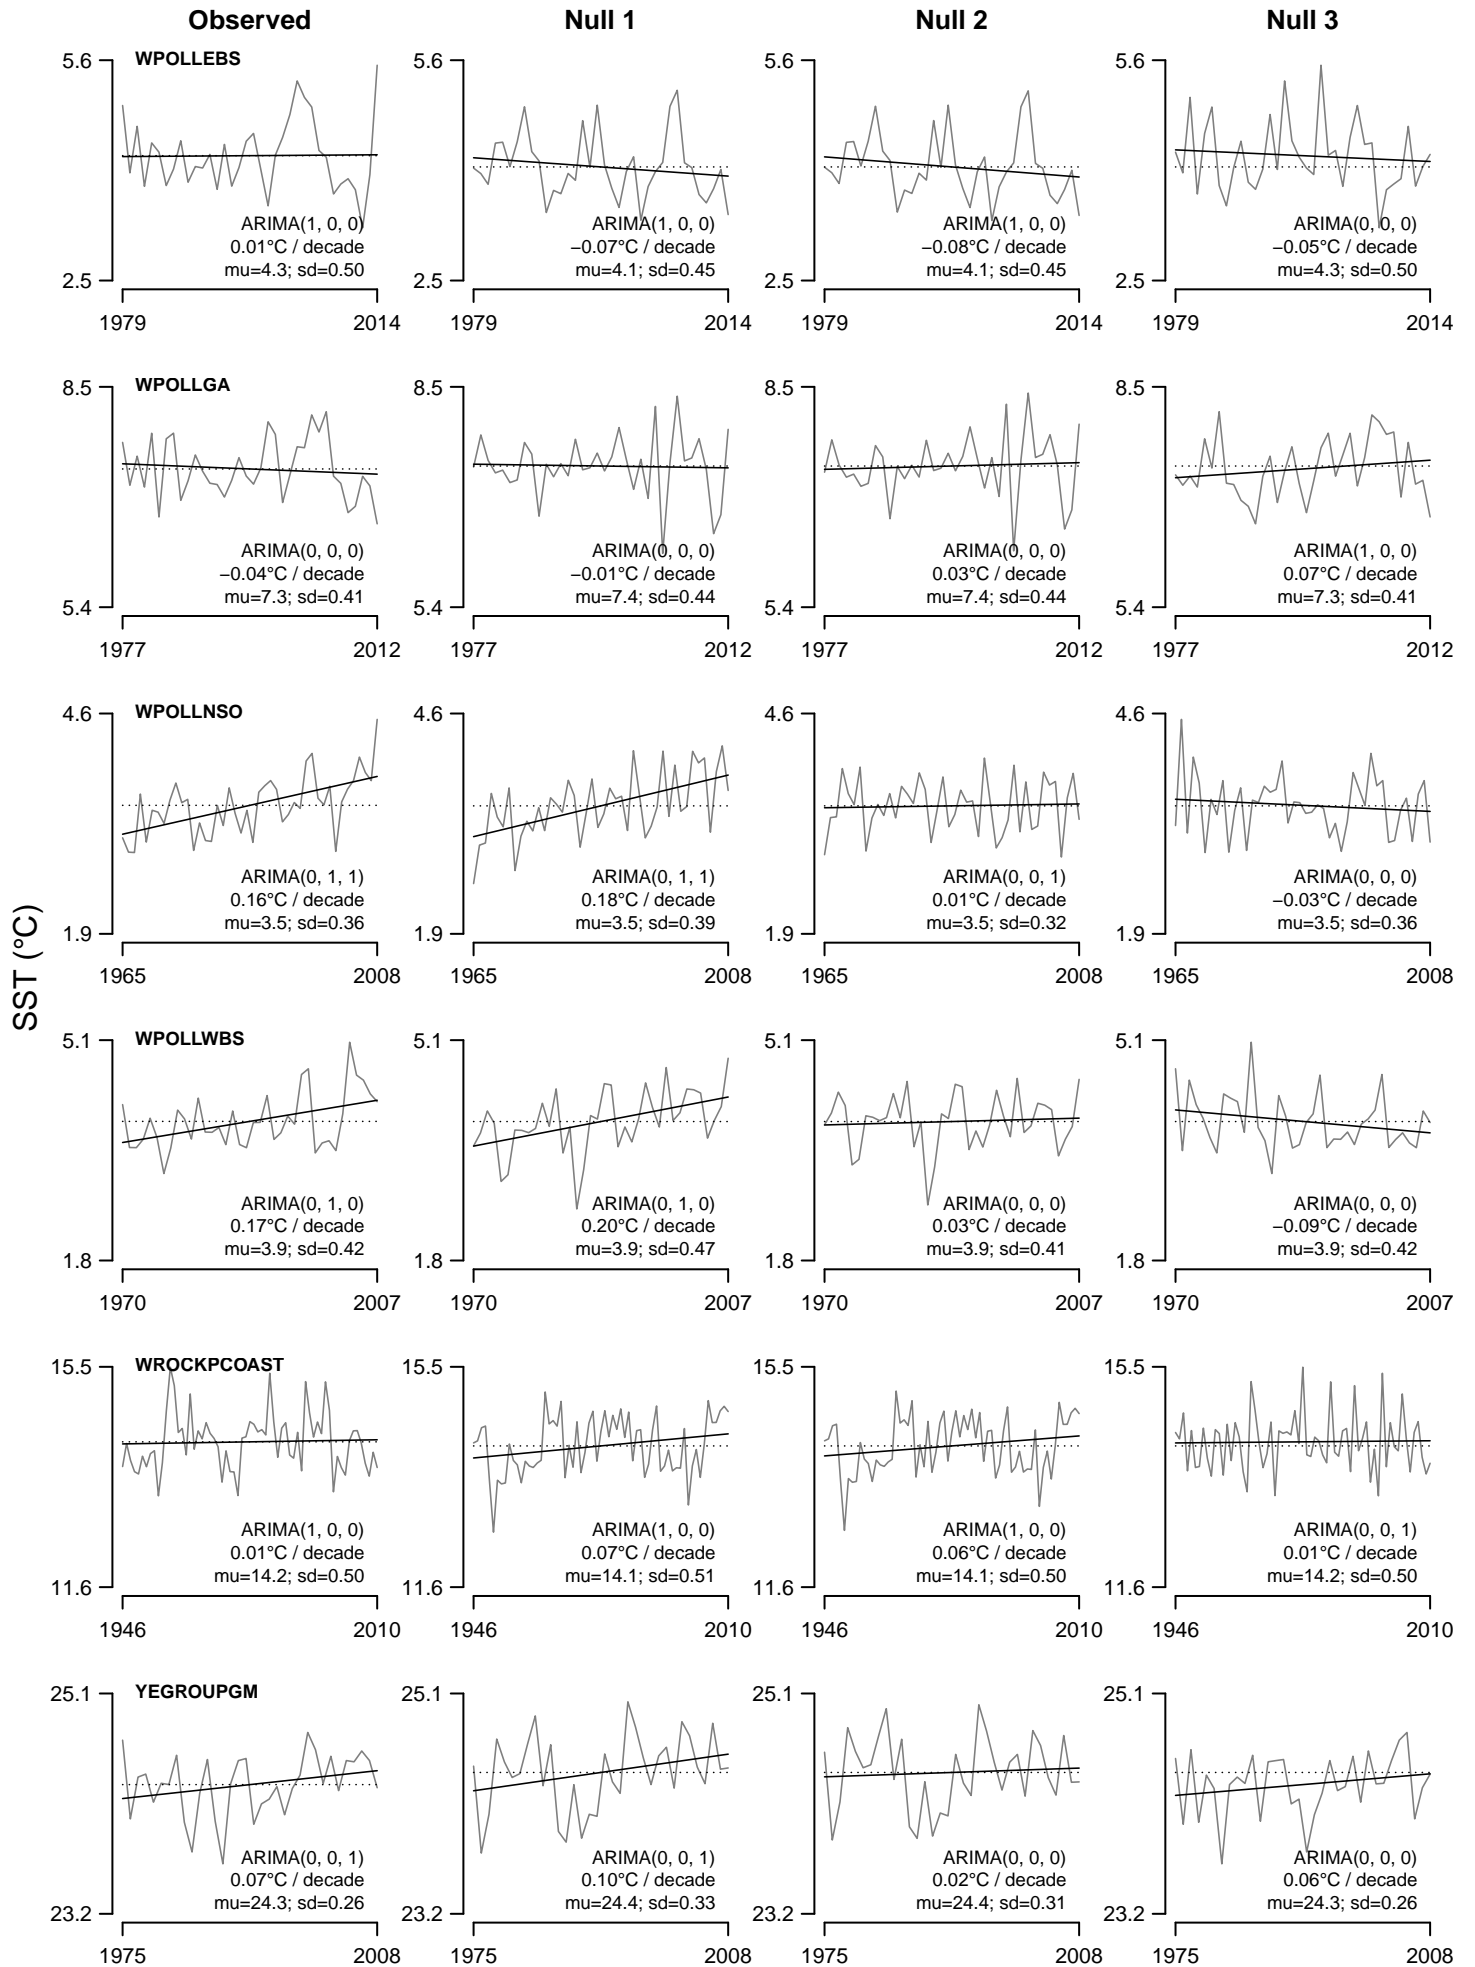 Observed Null 1 Null 2 Null 3
SST (°C)
WPOLLEBS
5.6 5.6 5.6 5.6
ARIMA(1, 0, 0) ARIMA(1, 0, 0) ARIMA(1, 0, 0) ARIMA(0, 0, 0)
0.01°C / decade −0.07°C / decade −0.08°C / decade −0.05°C / decade
mu=4.3; sd=0.50 mu=4.1; sd=0.45 mu=4.1; sd=0.45 mu=4.3; sd=0.50
2.5 2.5 2.5 2.5
1979 2014 1979 2014 1979 2014 1979 2014
WPOLLGA
8.5 8.5 8.5 8.5
ARIMA(0, 0, 0) ARIMA(0, 0, 0) ARIMA(0, 0, 0) ARIMA(1, 0, 0)
−0.04°C / decade −0.01°C / decade 0.03°C / decade 0.07°C / decade
mu=7.3; sd=0.41 mu=7.4; sd=0.44 mu=7.4; sd=0.44 mu=7.3; sd=0.41
5.4 5.4 5.4 5.4
1977 2012 1977 2012 1977 2012 1977 2012
WPOLLNSO
4.6 4.6 4.6 4.6
ARIMA(0, 1, 1) ARIMA(0, 1, 1) ARIMA(0, 0, 1) ARIMA(0, 0, 0)
0.16°C / decade 0.18°C / decade 0.01°C / decade −0.03°C / decade
mu=3.5; sd=0.36 mu=3.5; sd=0.39 mu=3.5; sd=0.32 mu=3.5; sd=0.36
1.9 1.9 1.9 1.9
1965 2008 1965 2008 1965 2008 1965 2008
WPOLLWBS
5.1 5.1 5.1 5.1
ARIMA(0, 1, 0) ARIMA(0, 1, 0) ARIMA(0, 0, 0) ARIMA(0, 0, 0)
0.17°C / decade 0.20°C / decade 0.03°C / decade −0.09°C / decade
mu=3.9; sd=0.42 mu=3.9; sd=0.47 mu=3.9; sd=0.41 mu=3.9; sd=0.42
1.8 1.8 1.8 1.8
1970 2007 1970 2007 1970 2007 1970 2007
WROCKPCOAST
15.5 15.5 15.5 15.5
ARIMA(1, 0, 0) ARIMA(1, 0, 0) ARIMA(1, 0, 0) ARIMA(0, 0, 1)
0.01°C / decade 0.07°C / decade 0.06°C / decade 0.01°C / decade
mu=14.2; sd=0.50 mu=14.1; sd=0.51 mu=14.1; sd=0.50 mu=14.2; sd=0.50
11.6 11.6 11.6 11.6
1946 2010 1946 2010 1946 2010 1946 2010
YEGROUPGM
25.1 25.1 25.1 25.1
ARIMA(0, 0, 1) ARIMA(0, 0, 1) ARIMA(0, 0, 0) ARIMA(0, 0, 0)
0.07°C / decade 0.10°C / decade 0.02°C / decade 0.06°C / decade
mu=24.3; sd=0.26 mu=24.4; sd=0.33 mu=24.4; sd=0.31 mu=24.3; sd=0.26
23.2 23.2 23.2 23.2
1975 2008 1975 2008 1975 2008 1975 2008